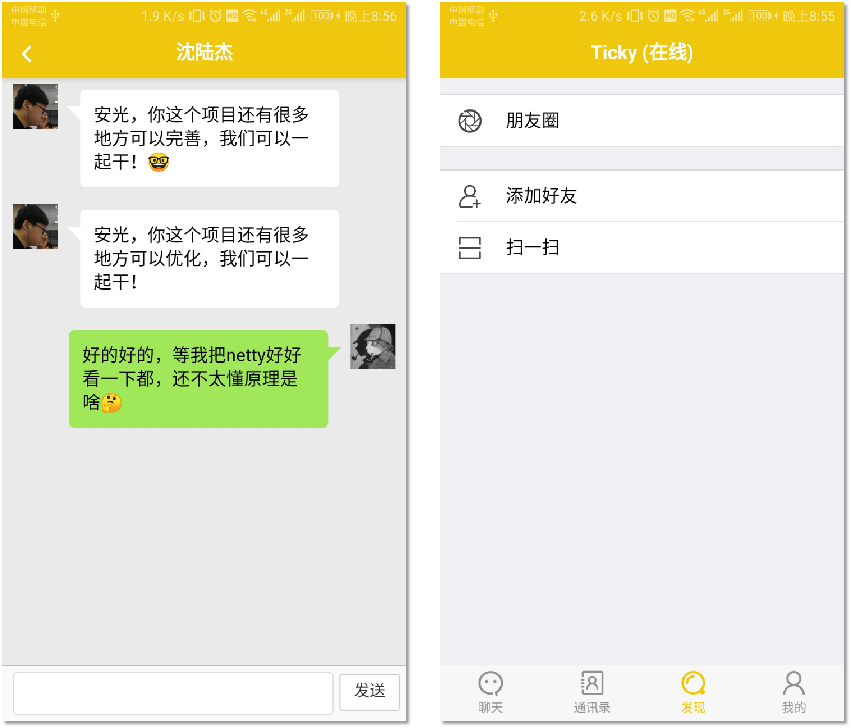 中国移动
中国电信
1.9 K/s HD 4G 2G 100 晚上8:56
沈陆杰
安光，你这个项目还有很多
地方可以完善，我们可以一
起干！🤓
安光，你这个项目还有很多
地方可以优化，我们可以一
起干！
好的好的，等我把netty好好
看一下都，还不太懂原理是
啥🤔
发送
中国移动
中国电信
2.6 K/s HD 4G 2G 100 晚上8:55
Ticky (在线)
朋友圈
添加好友
扫一扫
聊天
通讯录
发现
我的